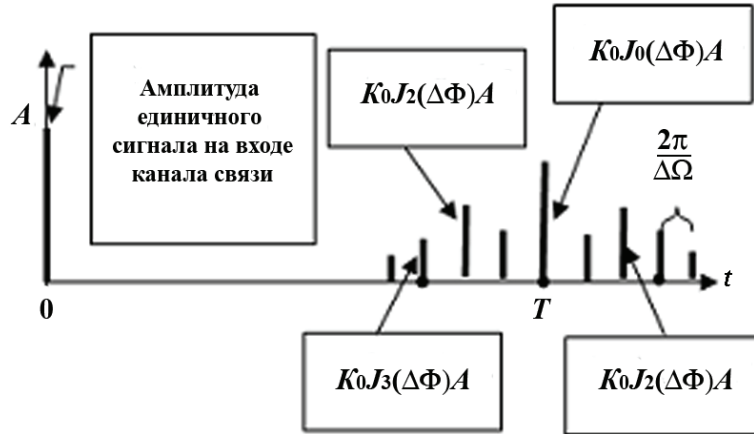 K₀J₀(ΔΦ)A
Амплитуда
единичного
сигнала на входе
канала связи
K₀J₂(ΔΦ)A
A
2π
ΔΩ
t
0
T
K₀J₃(ΔΦ)A
K₀J₂(ΔΦ)A